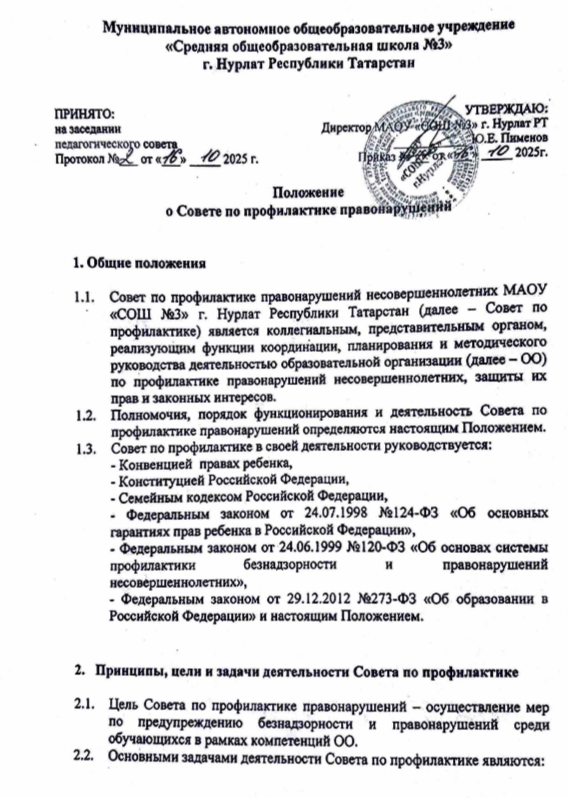 Муниципальное автономное общеобразовательное учреждение
«Средняя общеобразовательная школа №3»
г. Нурлат Республики Татарстан
ПРИНЯТО:
на заседании
педагогического совета
Протокол № 2 от «16» 10 2025 г.
УТВЕРЖДАЮ:
Директор МАОУ «СОШ №3» г. Нурлат РТ
Ю.Е. Пименов
Приказ от « » 10 2025г.
Положение
о Совете по профилактике правонарушений
1. Общие положения
1.1. Совет по профилактике правонарушений несовершеннолетних МАОУ
«СОШ №3» г. Нурлат Республики Татарстан (далее – Совет по
профилактике) является коллегиальным, представительным органом,
реализующим функции координации, планирования и методического
руководства деятельностью образовательной организации (далее – ОО)
по профилактике правонарушений несовершеннолетних, защиты их
прав и законных интересов.
1.2. Полномочия, порядок функционирования и деятельность Совета по
профилактике правонарушений определяются настоящим Положением.
1.3. Совет по профилактике в своей деятельности руководствуется:
- Конвенцией правах ребенка,
- Конституцией Российской Федерации,
- Семейным кодексом Российской Федерации,
- Федеральным законом от 24.07.1998 №124-ФЗ «Об основных
гарантиях прав ребенка в Российской Федерации»,
- Федеральным законом от 24.06.1999 №120-ФЗ «Об основах системы
профилактики безнадзорности и правонарушений
несовершеннолетних»,
- Федеральным законом от 29.12.2012 №273-ФЗ «Об образовании в
Российской Федерации» и настоящим Положением.
2. Принципы, цели и задачи деятельности Совета по профилактике
2.1. Цель Совета по профилактике правонарушений – осуществление мер
по предупреждению безнадзорности и правонарушений среди
обучающихся в рамках компетенций ОО.
2.2. Основными задачами деятельности Совета по профилактике являются: